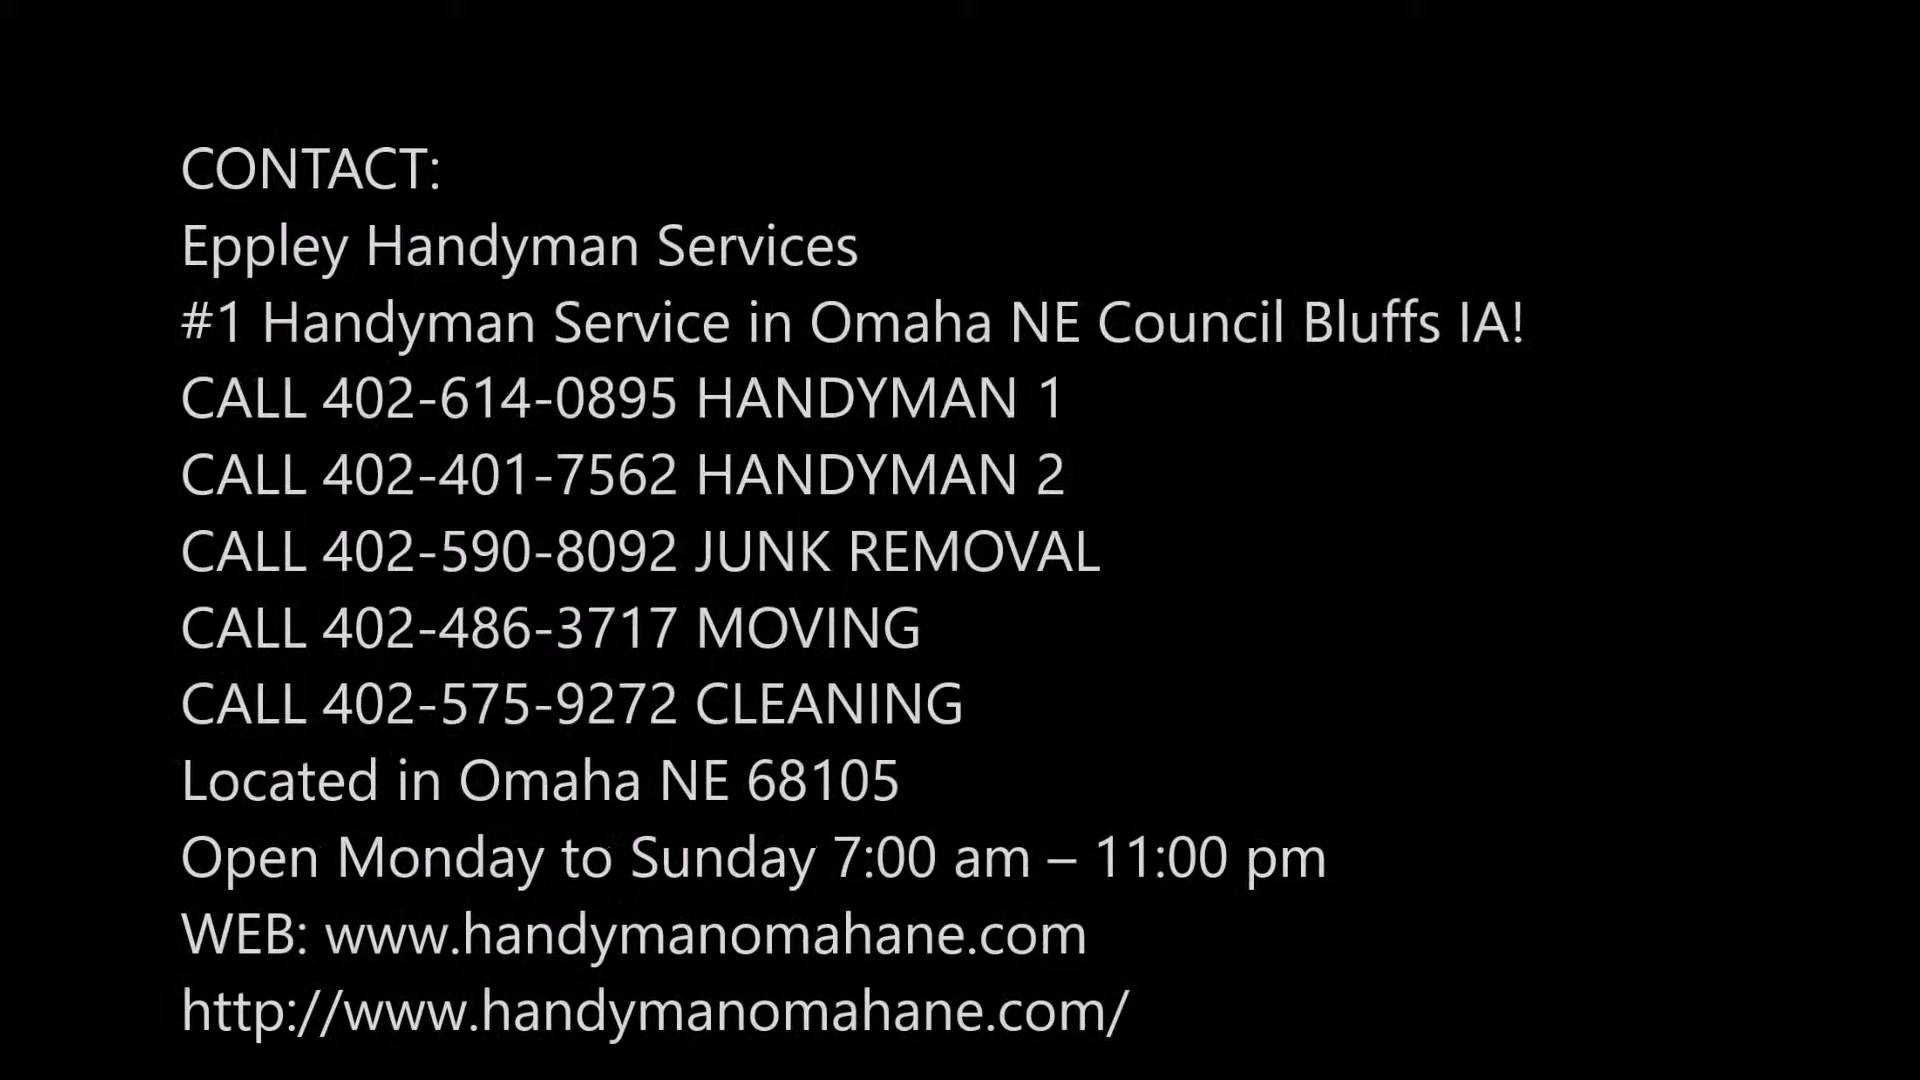 CONTACT:
Eppley Handyman Services
#1 Handyman Service in Omaha NE Council Bluffs IA!
CALL 402-614-0895 HANDYMAN 1
CALL 402-401-7562 HANDYMAN 2
CALL 402-590-8092 JUNK REMOVAL
CALL 402-486-3717 MOVING
CALL 402-575-9272 CLEANING
Located in Omaha NE 68105
Open Monday to Sunday 7:00 am – 11:00 pm
WEB: www.handymanomahane.com
http://www.handymanomahane.com/